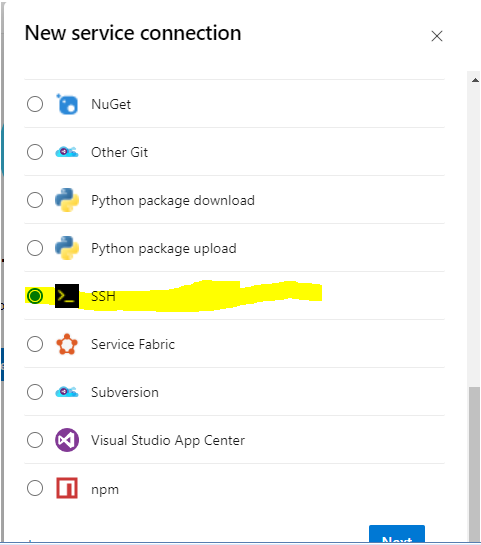 New service connection
NuGet
Other Git
Python package download
Python package upload
SSH
Service Fabric
Subversion
Visual Studio App Center
npm
Next